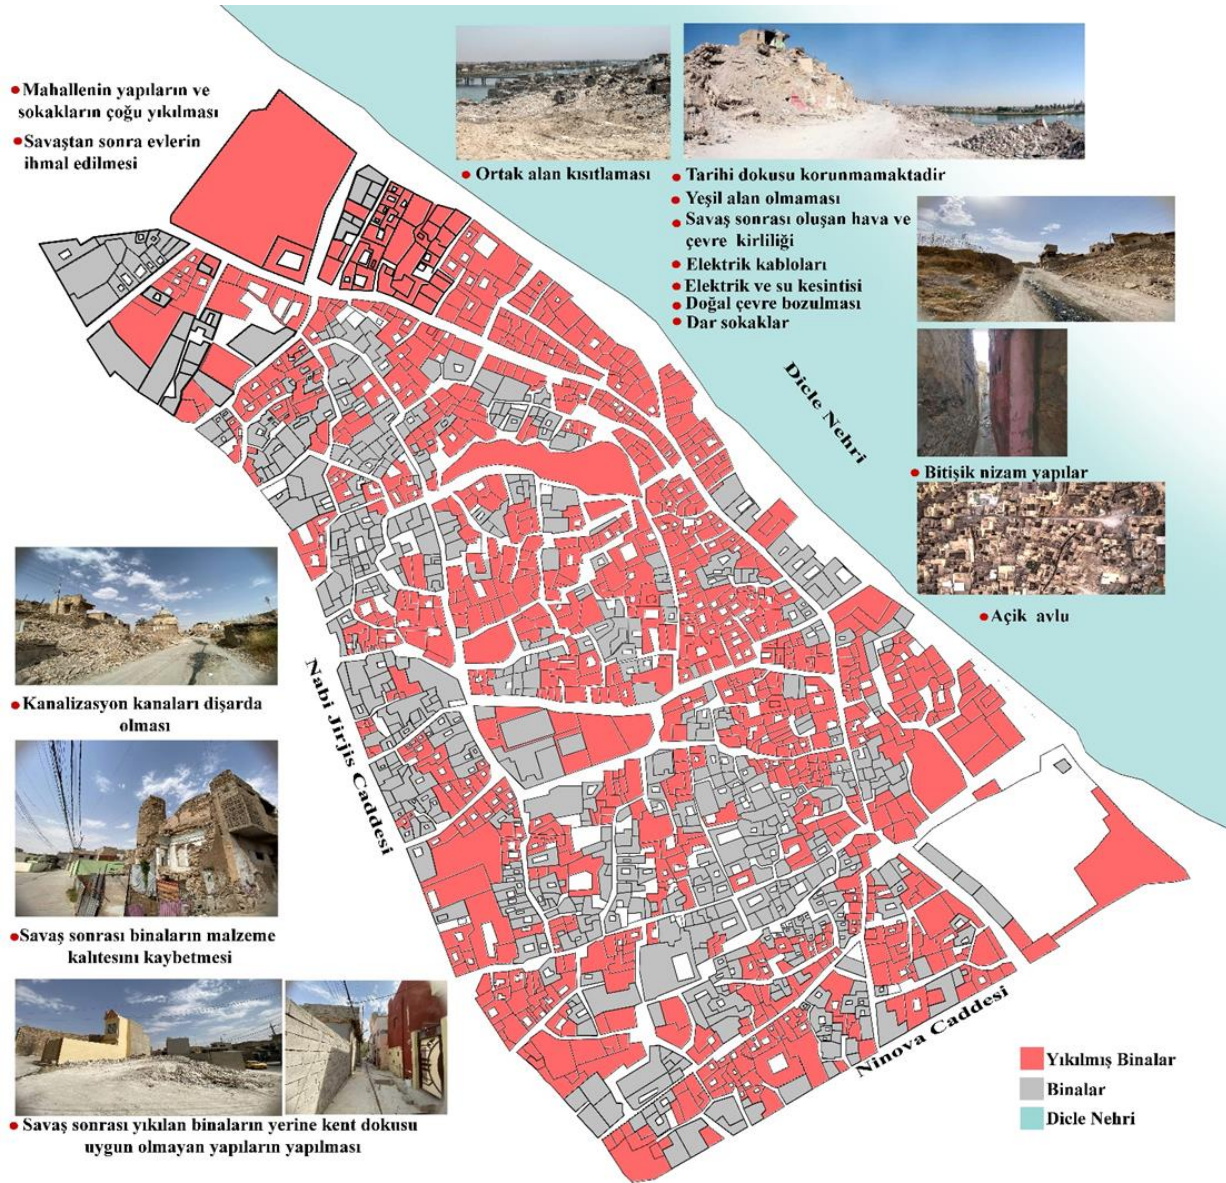 Mahallenin yapıların ve
sokakların çoğu yıkılması
Savaştan sonra evlerin
ihmal edilmesi
Ortak alan kısıtlaması
Tarihi dokusu korunmamaktadir
Yeşil alan olmaması
Savaş sonrası oluşan hava ve
çevre kirliliği
Elektrik kabloları
Elektrik ve su kesintisi
Doğal çevre bozulması
Dar sokaklar
Dicle Nehri
Bitişik nizam yapılar
Açik avlu
Kanalizasyon kanaları dişarda
olması
Nabi Jirjis Caddesi
Savaş sonrası binaların malzeme
kalıtesını kaybetmesi
Ninova Caddesi
Savaş sonrası yıkılan binaların yerine kent dokusu
uygun olmayan yapıların yapılması
Yıkılmış Binalar
Binalar
Dicle Nehri